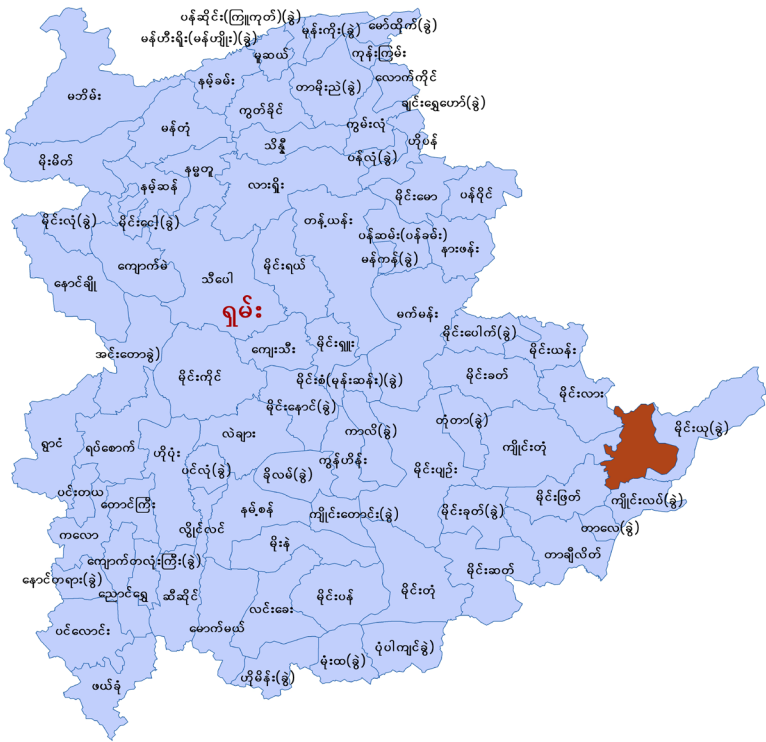 ပန်ဆိုင်း(ကြူကုတ်)(ခွဲ)
မုန်းကိုး(ခွဲ)
မော်ထိုက်(ခွဲ)
မန်ဟီးရိူး(မန်ဟျိုး)(ခွဲ)
မူဆယ်
ကုန်းကြမ်း
နမ့်ခမ်း
တာမိုးညဲ(ခွဲ)
လောက်ကိုင်
မဘိမ်း
ချင်းရွှေဟော်(ခွဲ)
ကွတ်ခိုင်
မန်တုံ
ကွမ်းလုံ
ဟိုပန်
သိန္နီ
မိုးမိတ်
ပန်လုံ(ခွဲ)
နမ္မတူ
နမ့်ဆန်
လားရှိုး
မိုင်းမော
ပန်ဝိုင်
မိုင်းလုံ(ခွဲ)
မိုင်းငေါ့(ခွဲ)
တန့်ယန်း
ပန်ဆမ်း(ပန်ခမ်း)
နားဖန်း
မန်ကန်(ခွဲ)
ကျောက်မဲ
မိုင်းရယ်
သီပေါ
နောင်ချို
ရှမ်း
မက်မန်း
မိုင်းပေါက်(ခွဲ)
မိုင်းရှူး
ကျေးသီး
အင်းတောခွဲ)
မိုင်းယန်း
မိုင်းကိုင်
မိုင်းစံ(မုန်းဆန်း)(ခွဲ)
မိုင်းခတ်
မိုင်းလား
မိုင်းနောင်(ခွဲ)
တုံတာ(ခွဲ)
မိုင်းယု(ခွဲ)
လဲချား
ကာလိ(ခွဲ)
ရွာငံ
ရပ်စောက်
ဟိုပုံး
ကျိုင်းတုံ
ပင်လုံ(ခွဲ)
ခိုလမ်(ခွဲ)
ကွန်ဟိန်း
မိုင်းပျဉ်း
ပင်းတယ
တောင်ကြီး
မိုင်းဖြတ်
ကျိုင်းလပ်(ခွဲ)
နမ့်စန်
ကျိုင်းတောင်း(ခွဲ)
မိုင်းခုတ်(ခွဲ)
ကလော
လွိုင်လင်
တာလေ(ခွဲ)
မိုးနဲ
တာချီလိတ်
ကျောက်တလုံးကြီး(ခွဲ)
မိုင်းဆတ်
နောင်တရား(ခွဲ)
ညောင်ရွှေ
ဆီဆိုင်
မိုင်းပန်
မိုင်းတုံ
လင်းခေး
ပင်လောင်း
မောက်မယ်
ပုံပါကျင်ခွဲ)
မုံးထ(ခွဲ)
ဟိုမိန်း(ခွဲ)
ဖယ်ခုံ